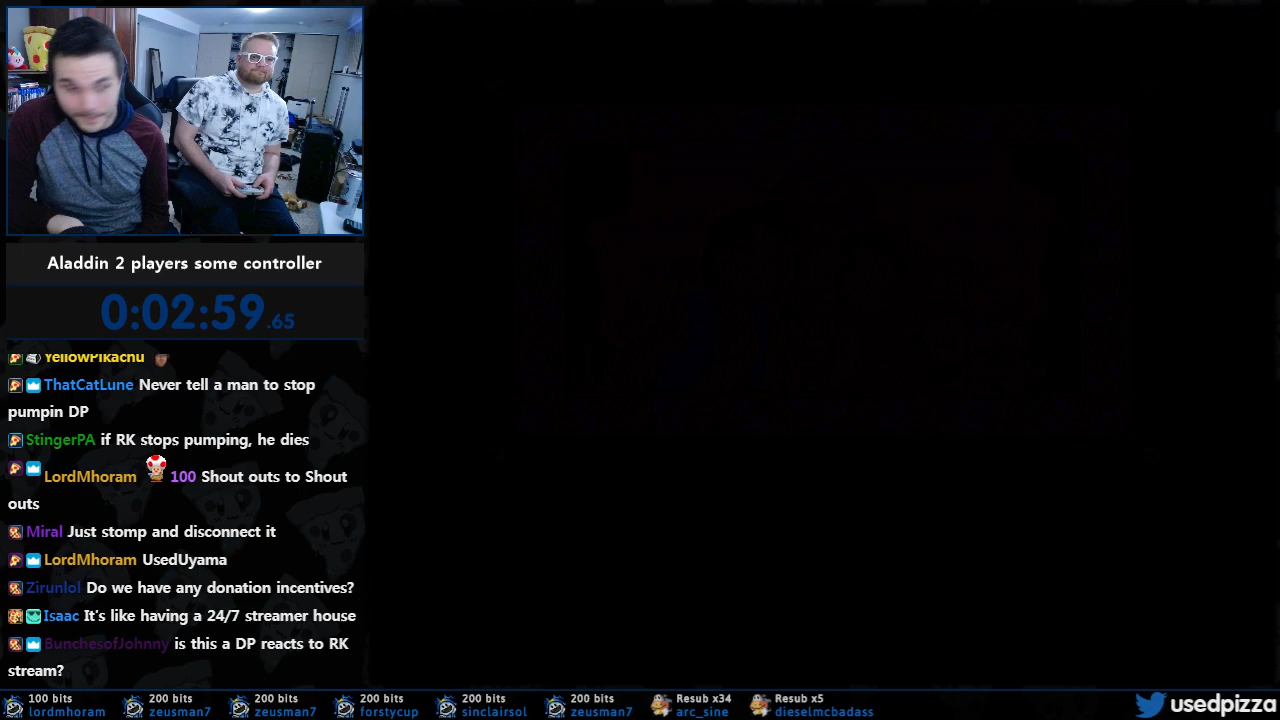 Aladdin 2 players some controller
0:02:59.65
YellowPikachu
ThatCatLune Never tell a man to stop
pumpin DP
StingerPA if RK stops pumping, he dies
LordMhoram 100 Shout outs to Shout
outs
Miral Just stomp and disconnect it
LordMhoram UsedUyama
Zirunlol Do we have any donation incentives?
Isaac It's like having a 24/7 streamer house
BunchesofJohnny is this a DP reacts to RK
stream?
100 bits
lordmhoram
200 bits
zeusman7
200 bits
zeusman7
200 bits
forstycup
200 bits
sinclairsol
200 bits
zeusman7
Resub x34
arc_sine
Resub x5
dieselmcbadass
usedpizza